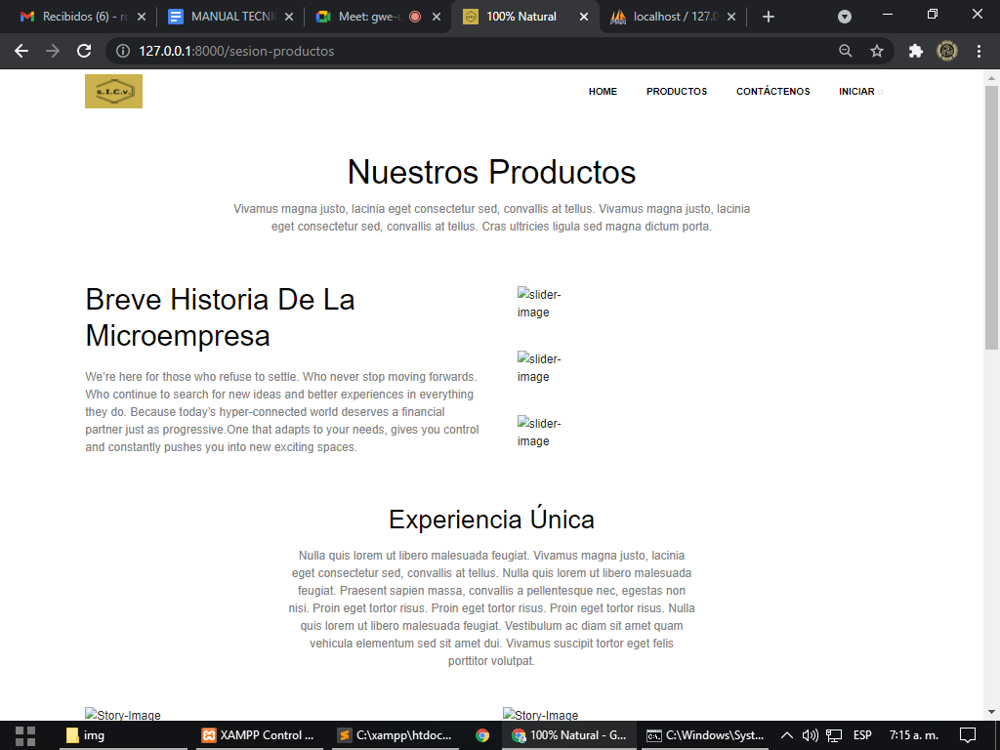 Recibidos (6) - ro
MANUAL TECNI
Meet: gwe-u
100% Natural
localhost / 127.0
127.0.0.1:8000/sesion-productos
s.I.C.v.
HOME
PRODUCTOS
CONTÁCTENOS
INICIAR
Nuestros Productos
Vivamus magna justo, lacinia eget consectetur sed, convallis at tellus. Vivamus magna justo, lacinia
eget consectetur sed, convallis at tellus. Cras ultricies ligula sed magna dictum porta.
Breve Historia De La
Microempresa
We’re here for those who refuse to settle. Who never stop moving forwards.
Who continue to search for new ideas and better experiences in everything
they do. Because today’s hyper-connected world deserves a financial
partner just as progressive.One that adapts to your needs, gives you control
and constantly pushes you into new exciting spaces.
slider-
image
slider-
image
slider-
image
Experiencia Única
Nulla quis lorem ut libero malesuada feugiat. Vivamus magna justo, lacinia
eget consectetur sed, convallis at tellus. Nulla quis lorem ut libero malesuada
feugiat. Praesent sapien massa, convallis a pellentesque nec, egestas non
nisi. Proin eget tortor risus. Proin eget tortor risus. Proin eget tortor risus. Nulla
quis lorem ut libero malesuada feugiat. Vestibulum ac diam sit amet quam
vehicula elementum sed sit amet dui. Vivamus suscipit tortor eget felis
porttitor volutpat.
Story-Image
Story-Image
img
XAMPP Control ...
C:\xampp\htdoc...
100% Natural - G...
C:\Windows\Syst...
ESP
7:15 a. m.